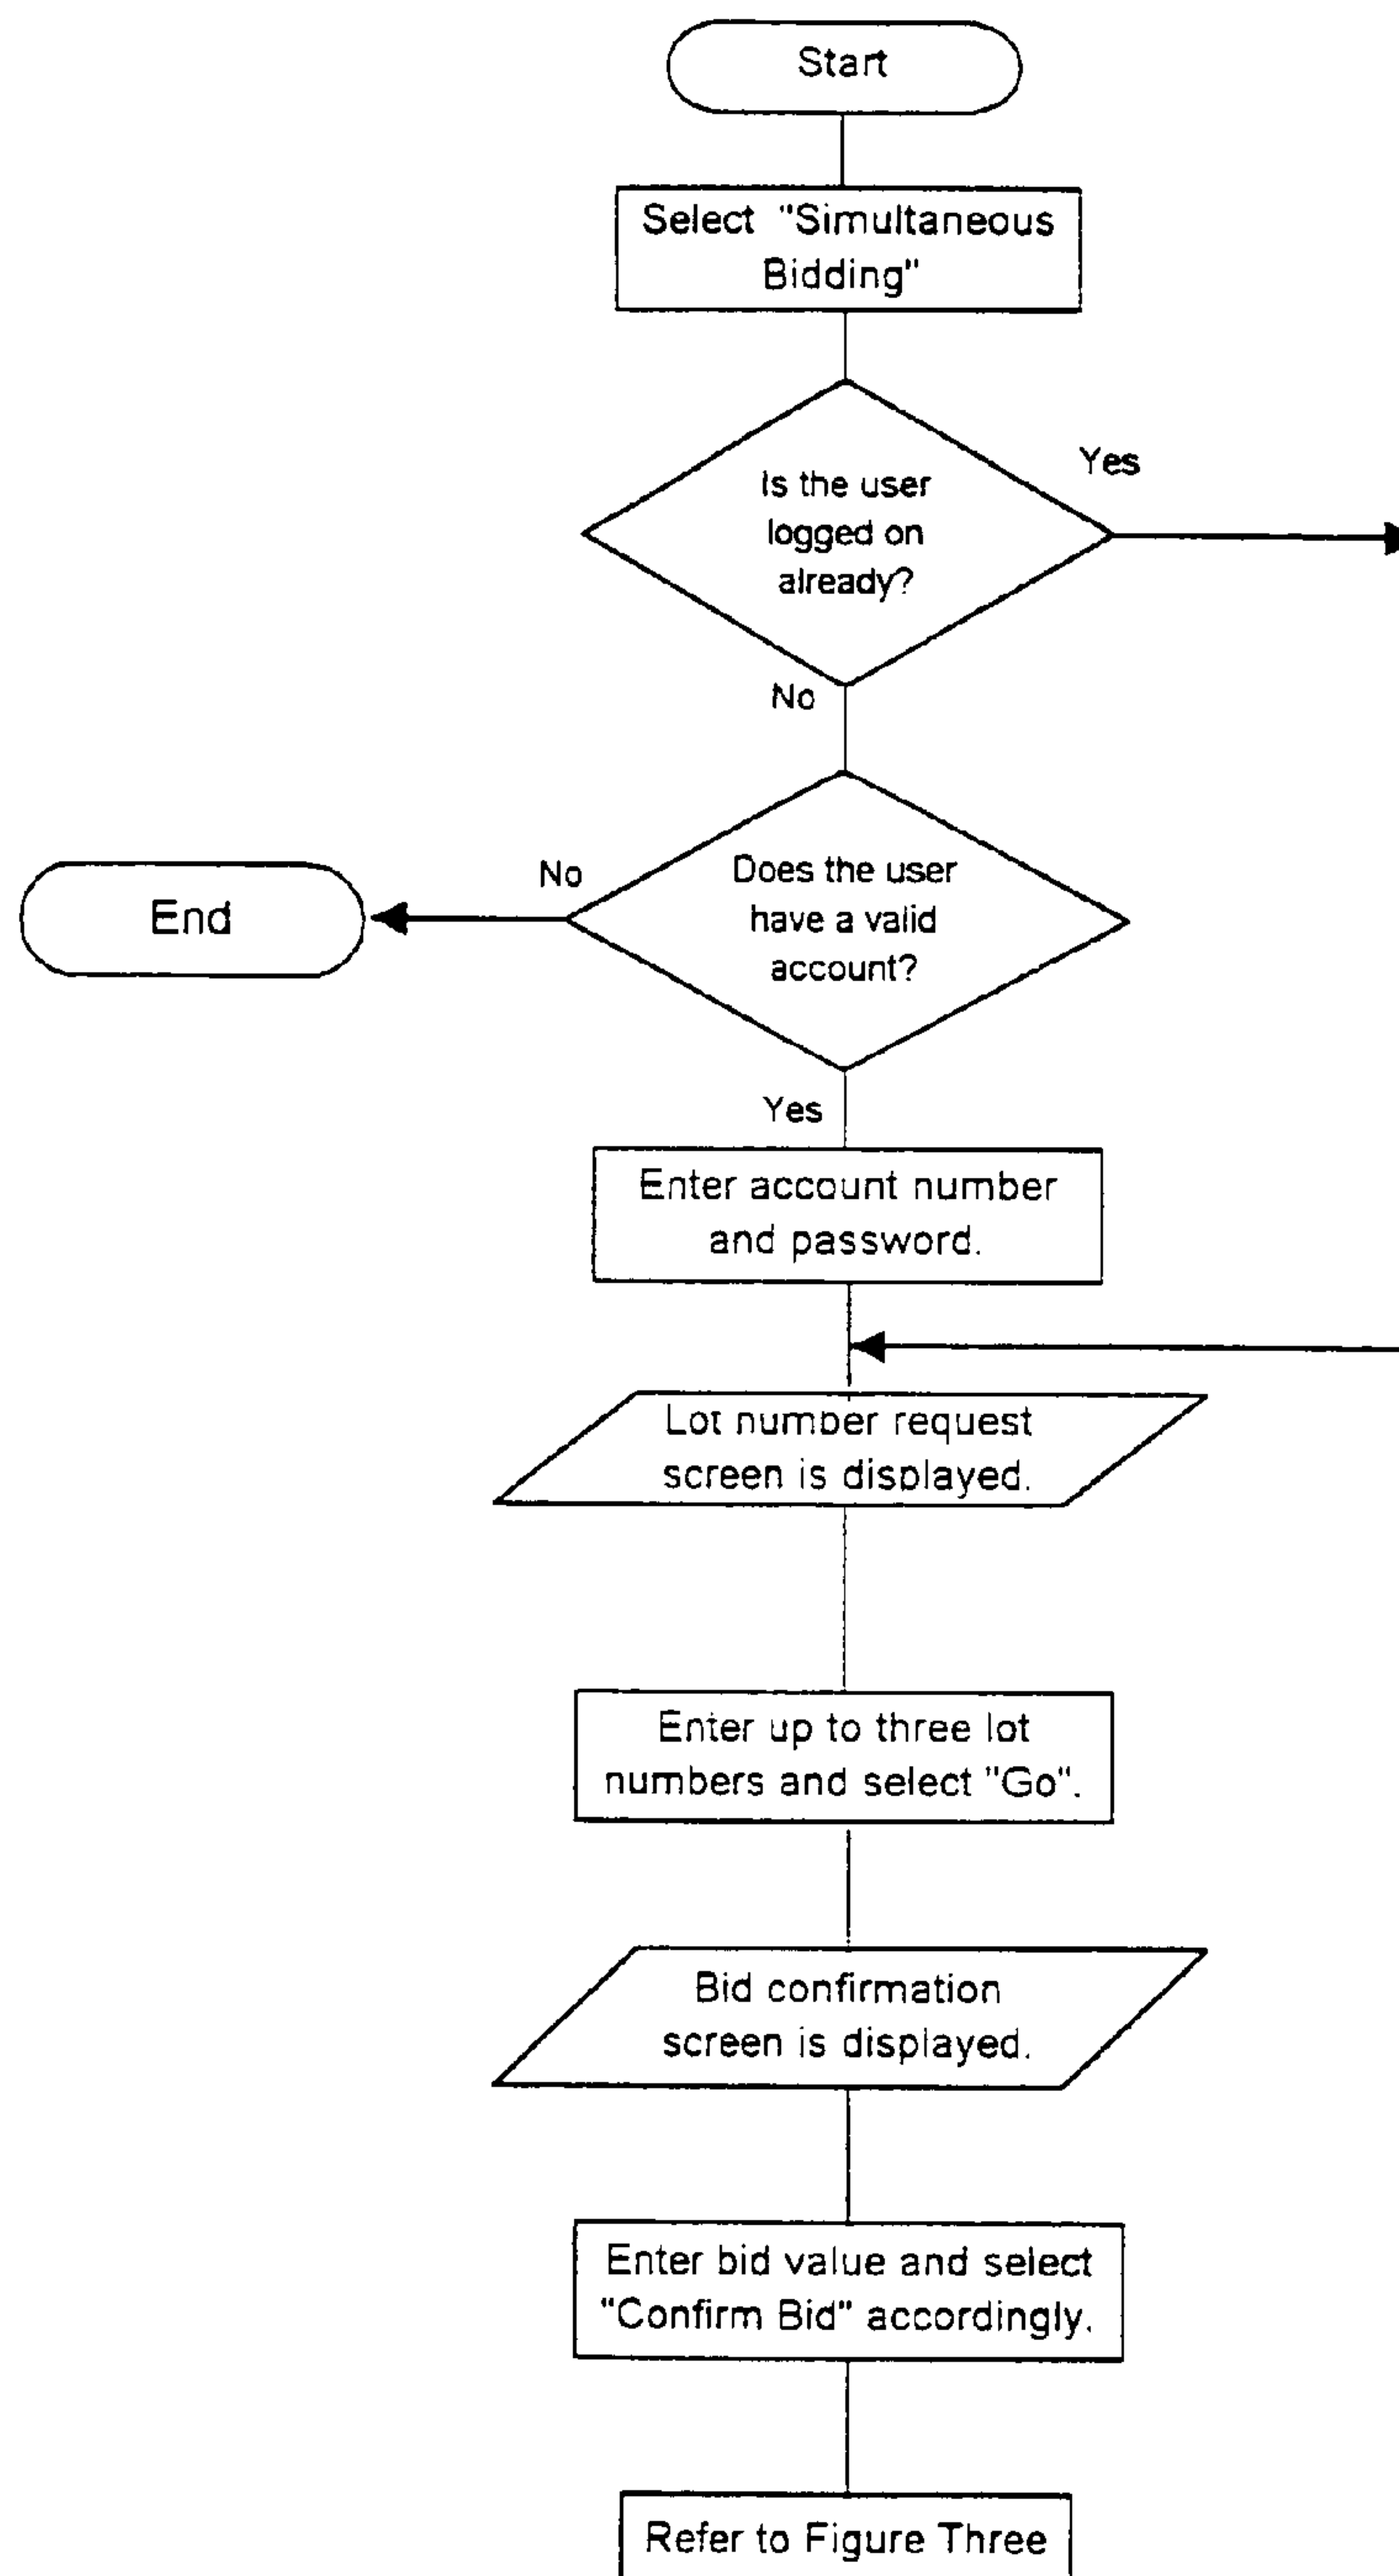 Start
Select "Simultaneous
Bidding"
Is the user
logged on
already?
Yes
No
Does the user
have a valid
account?
No
End
Yes
Enter account number
and password.
Lot number request
screen is displayed.
Enter up to three lot
numbers and select "Go".
Bid confirmation
screen is displayed.
Enter bid value and select
"Confirm Bid" accordingly.
Refer to Figure Three